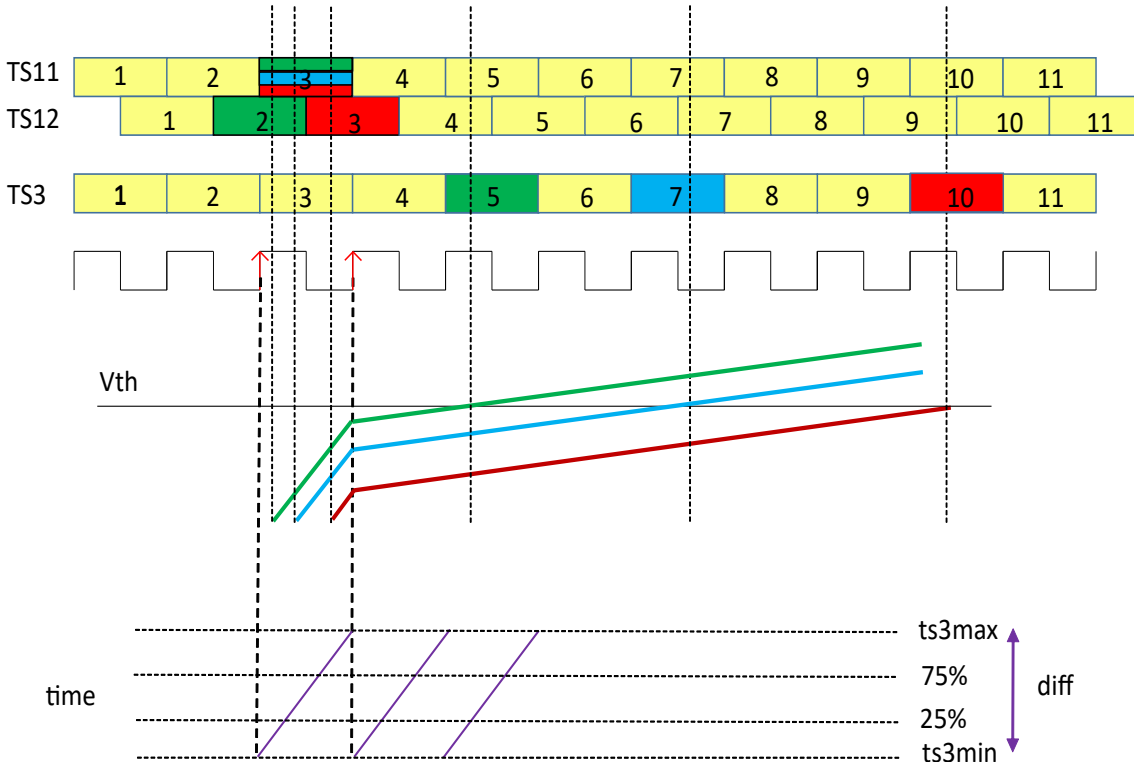 TS11 1 2 3 4 5 6 7 8 9 10 11
TS12 1 2 3 4 5 6 7 8 9 10 11
TS3 1 2 3 4 5 6 7 8 9 10 11
Vth
ts3max
75%
time
diff
25%
ts3min